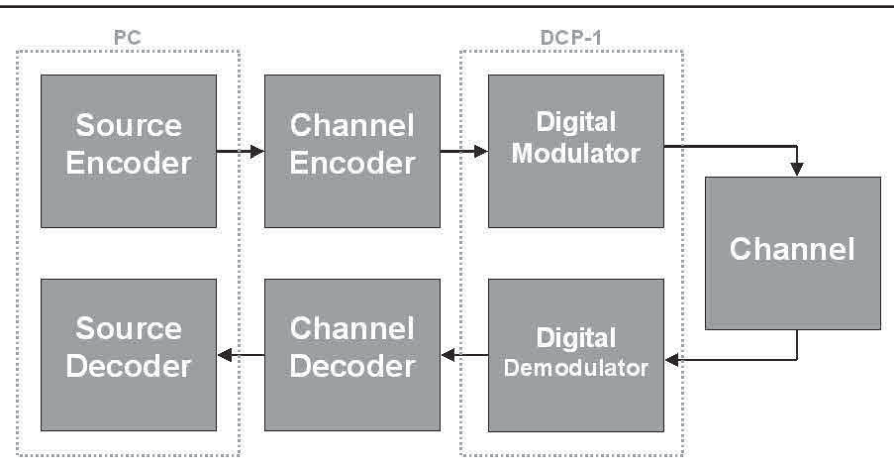 PC
DCP-1
Source
Encoder
Channel
Encoder
Digital
Modulator
Channel
Source
Decoder
Channel
Decoder
Digital
Demodulator